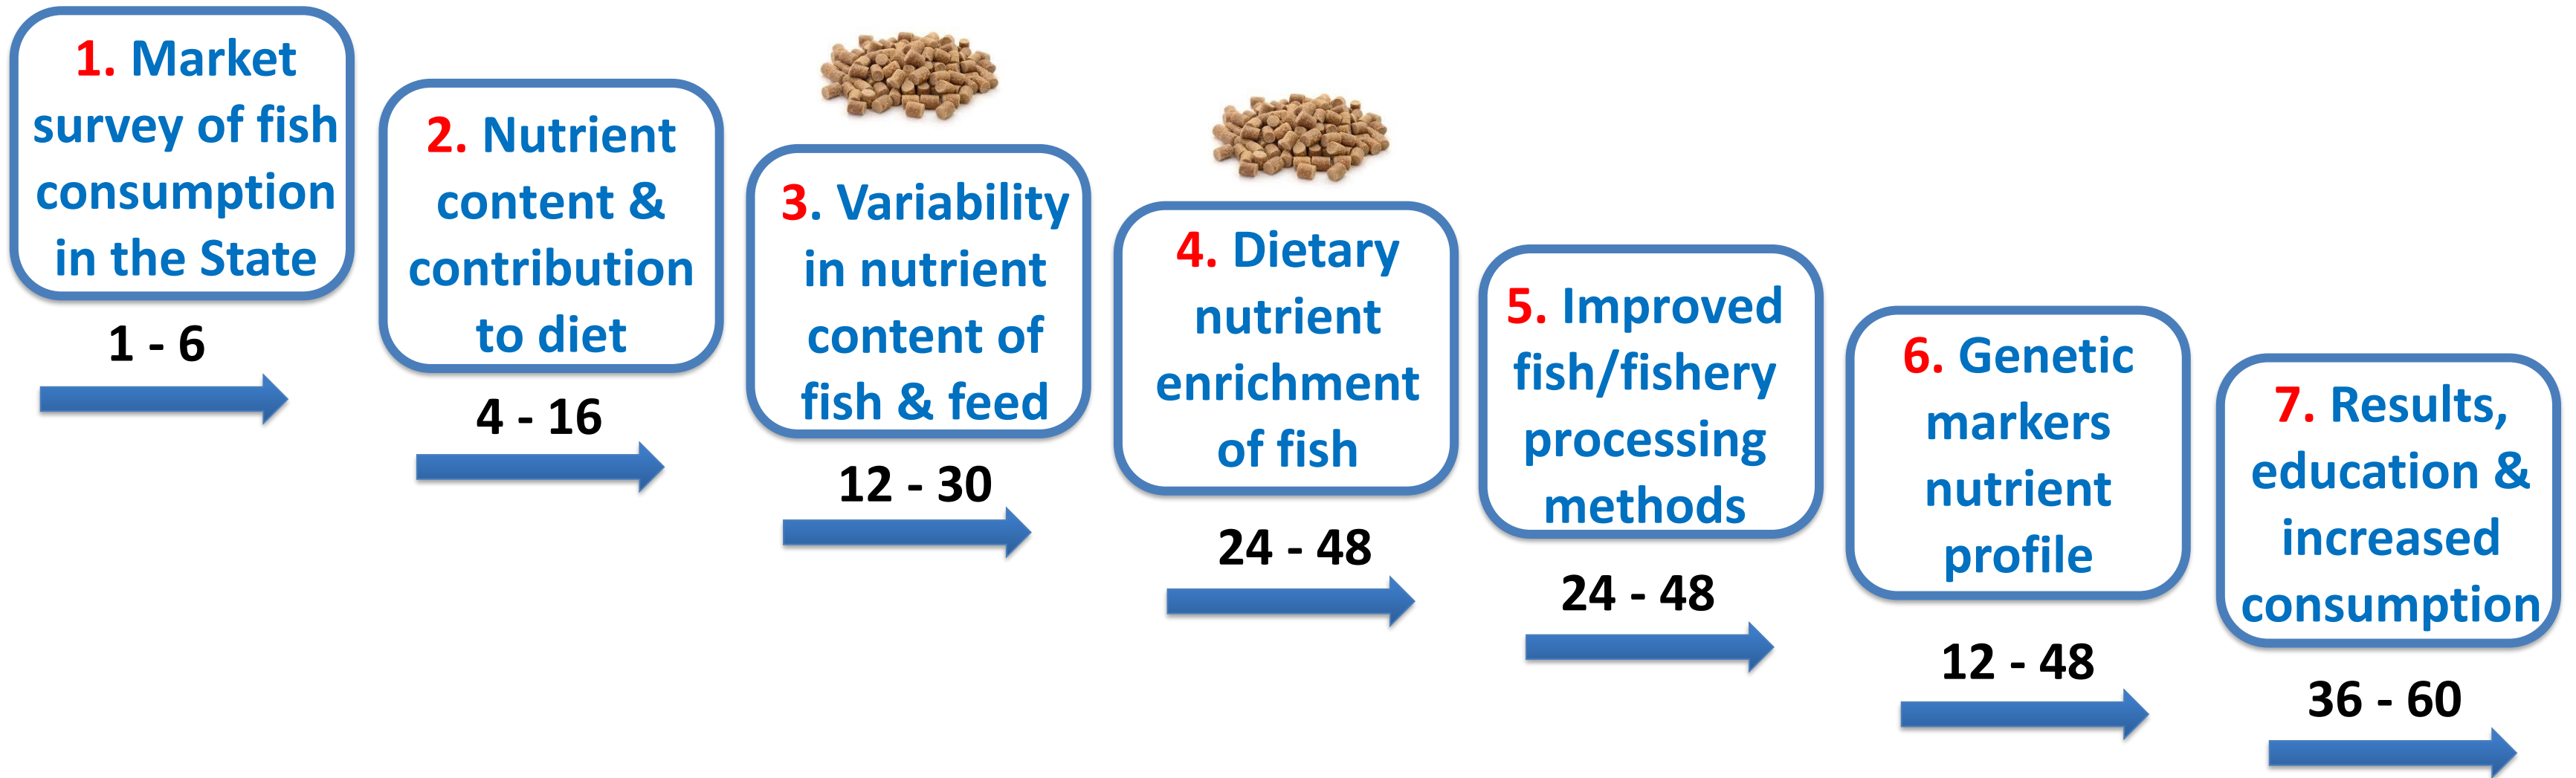 1. Market
survey of fish
consumption
in the State
1 - 6
2. Nutrient
content &
contribution
to diet
4 - 16
3. Variability
in nutrient
content of
fish & feed
12 - 30
4. Dietary
nutrient
enrichment
of fish
24 - 48
5. Improved
fish/fishery
processing
methods
24 - 48
6. Genetic
markers
nutrient
profile
12 - 48
7. Results,
education &
increased
consumption
36 - 60